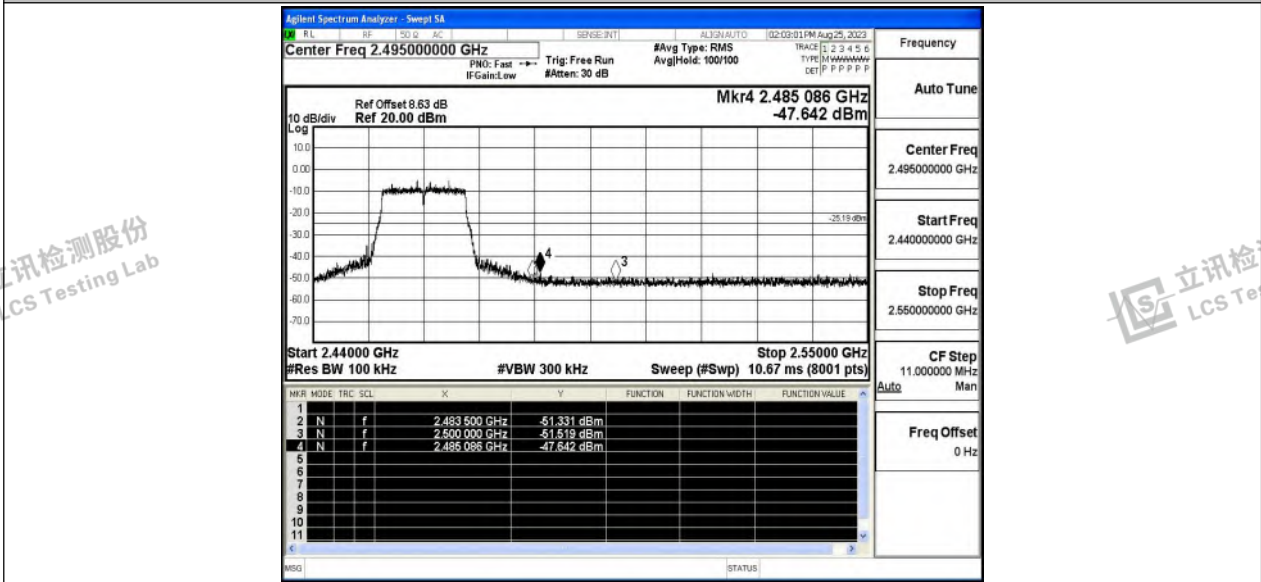 Agilent Spectrum Analyzer - Swept SA
RL RF 50 Ω AC SENSE:INT ALIGNAUTO 02:03:01 PM Aug 25, 2023
Center Freq 2.495000000 GHz
PNO: Fast
IFGain:Low
Trig: Free Run
#Atten: 30 dB
#Avg Type: RMS
Avg|Hold: 100/100
TRACE 1 2 3 4 5 6
TYPE M WWWWW
DET P P P P P P
Frequency
Auto Tune
Center Freq
2.495000000 GHz
Start Freq
2.440000000 GHz
Stop Freq
2.550000000 GHz
CF Step
11.000000 MHz
Auto Man
Freq Offset
0 Hz
Mkr4 2.485 086 GHz
-47.642 dBm
Ref Offset 8.63 dB
10 dB/div Ref 20.00 dBm
Log
10.0
0.00
-10.0
-20.0
-25.19 dBm
-30.0
-40.0
4
3
-50.0
-60.0
-70.0
Start 2.44000 GHz Stop 2.55000 GHz
#Res BW 100 kHz #VBW 300 kHz Sweep (#Swp) 10.67 ms (8001 pts)
MKR MODE TRC SCL X Y FUNCTION FUNCTION WIDTH FUNCTION VALUE
1
2 N f 2.483 500 GHz -51.331 dBm
3 N f 2.500 000 GHz -51.519 dBm
4 N f 2.485 086 GHz -47.642 dBm
5
6
7
8
9
10
11
MSG STATUS
立讯检测股份
LCS Testing Lab
立讯检
LCS Tes